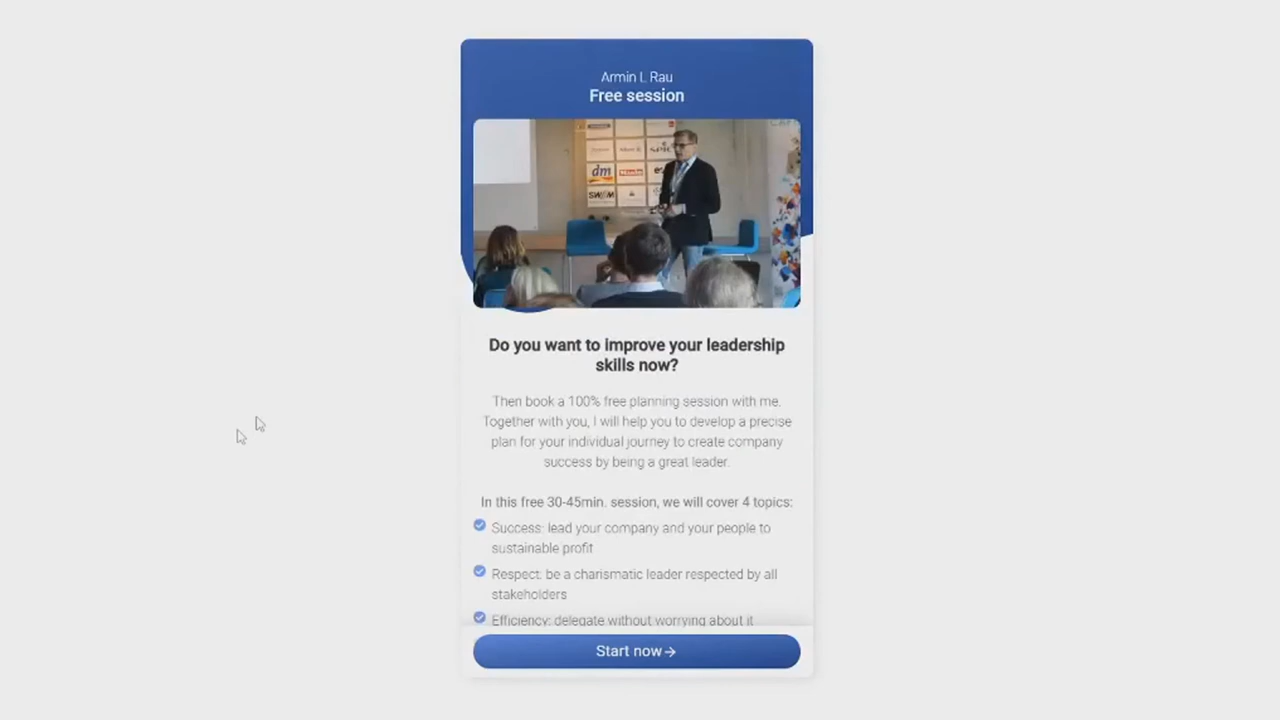 Armin I. Rau
Free session
dm
Miele
SWM
Do you want to improve your leadership
skills now?
Then book a 100% free planning session with me.
Together with you, I will help you to develop a precise
plan for your individual journey to create company
success by being a great leader.
In this free 30-45min. session, we will cover 4 topics:
Success: lead your company and your people to
sustainable profit
Respect: be a charismatic leader respected by all
stakeholders
Efficiency: delegate without worrying about it
Start now→